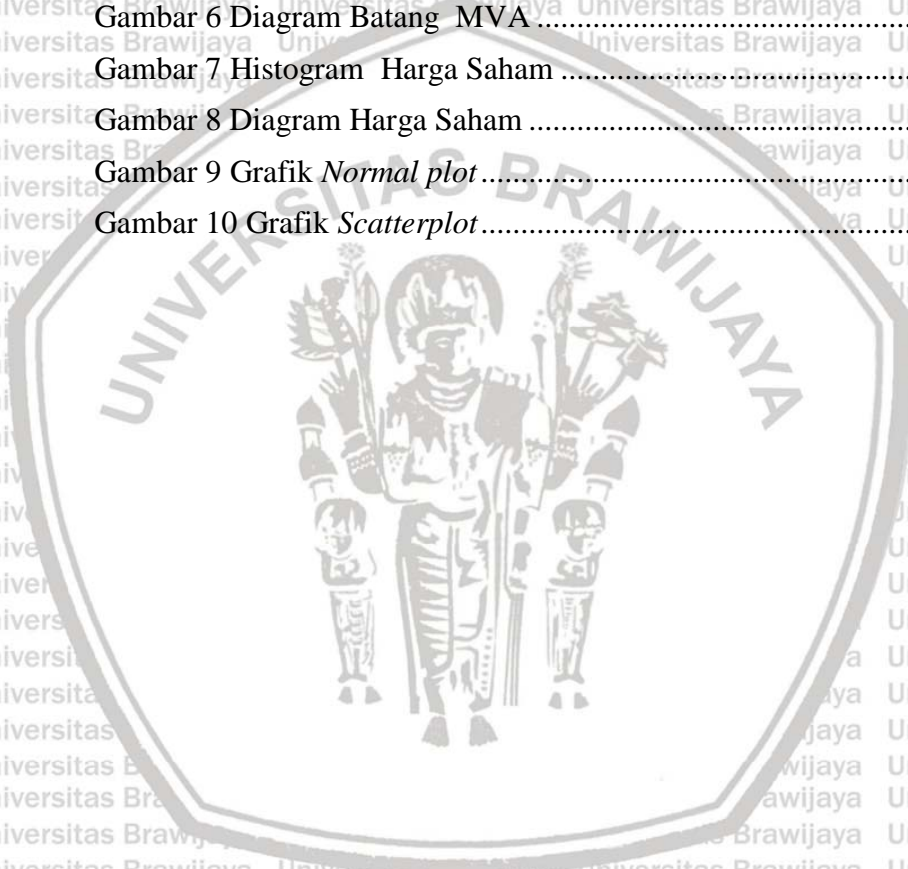 Gambar 6 Diagram Batang MVA ........................................
Gambar 7 Histogram Harga Saham ........................................
Gambar 8 Diagram Harga Saham ........................................
Gambar 9 Grafik Normal plot ........................................
Gambar 10 Grafik Scatterplot ........................................
UNIVERSITAS BRAWIJAYA